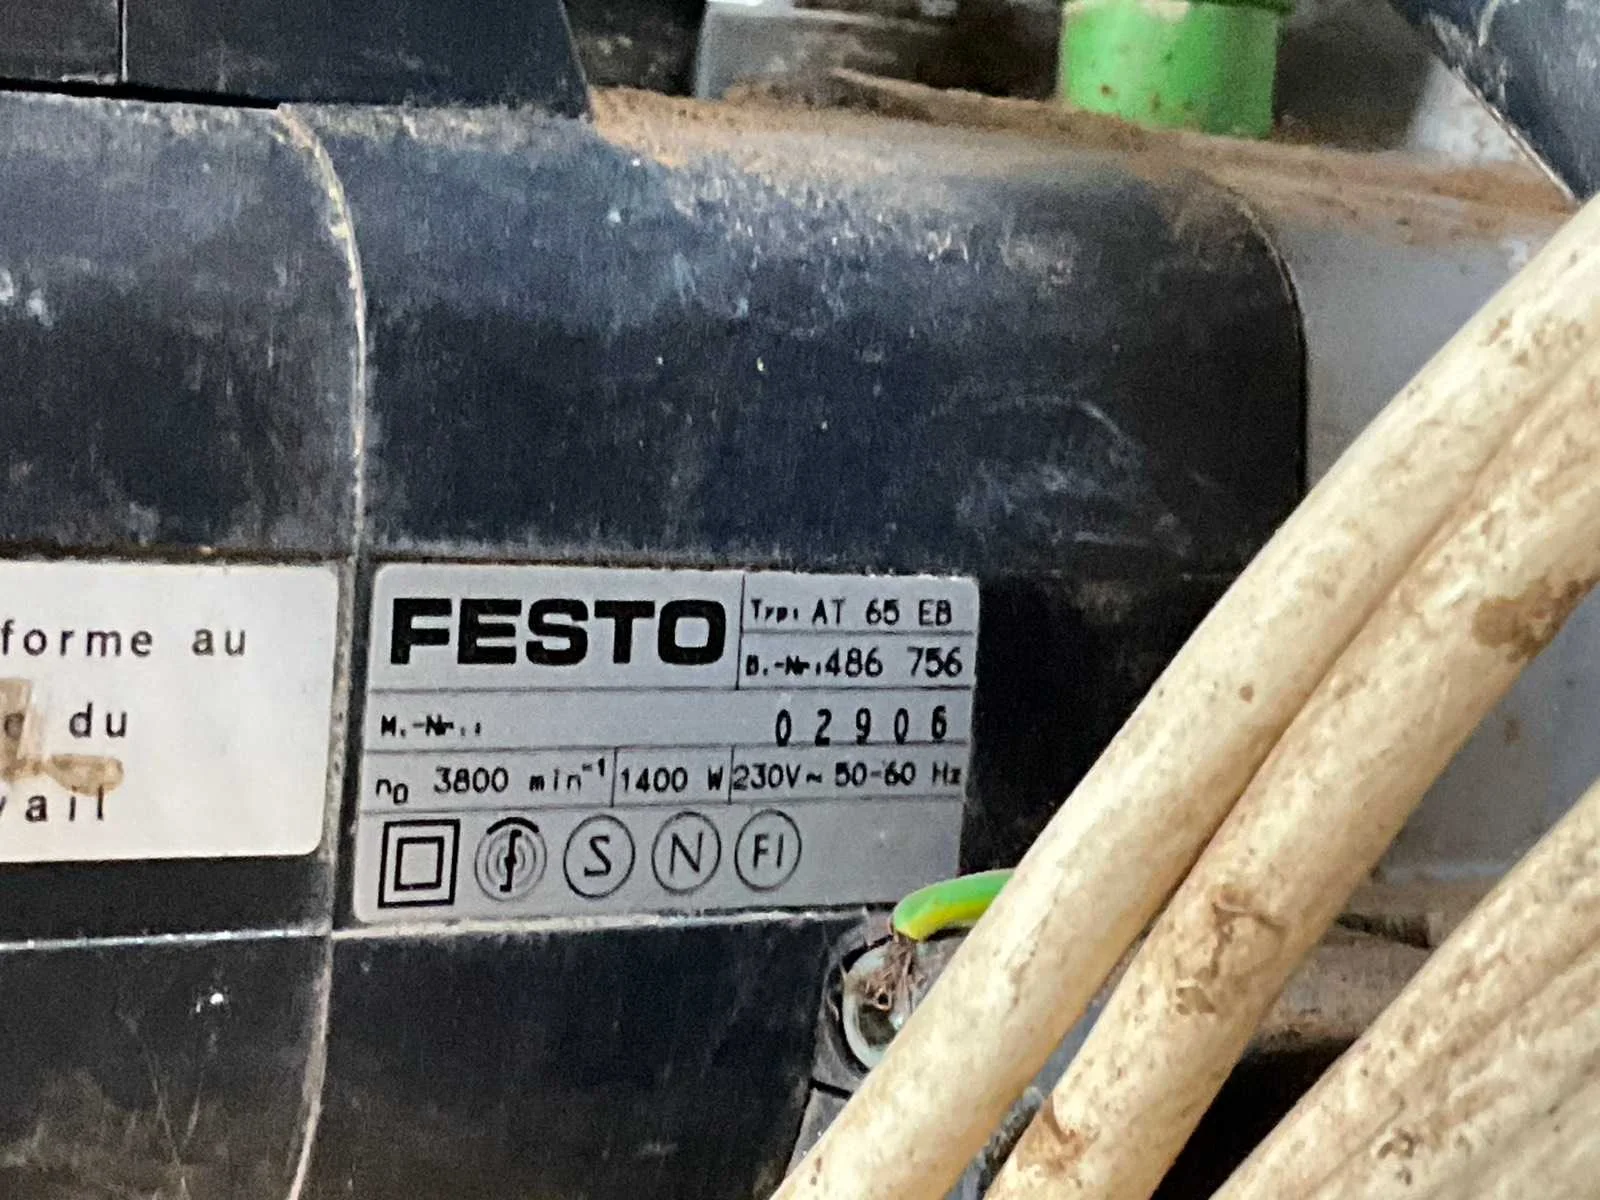 forme au
e du
vail
FESTO
Typ: AT 65 EB
B.-Nr.:486 756
M.-Nr.: 02906
n0 3800 min⁻¹ 1400 W 230V~ 50-60 Hz
S N FI